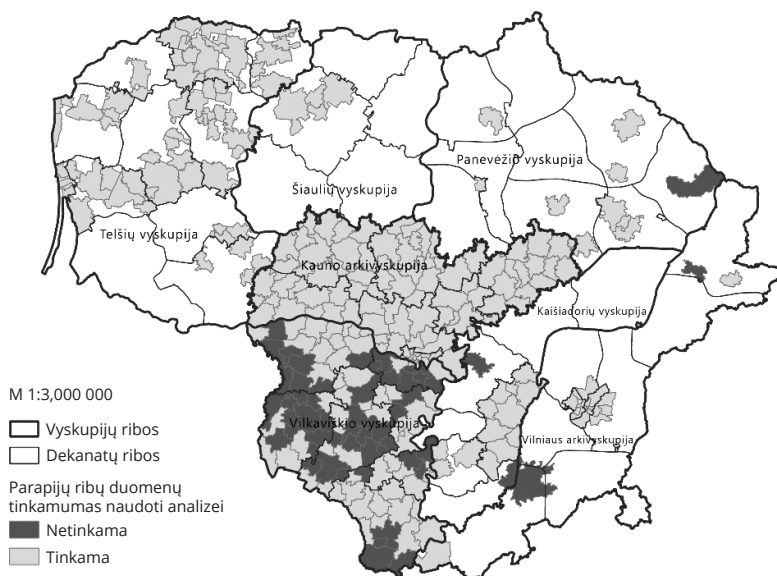 Panevėžio vyskupija
Šiaulių vyskupija
Telšių vyskupija
Kauno arkivyskupija
Kaišiadorių vyskupija
M 1:3,000 000
Vilkaviškio vyskupija
Vyskupijų ribos
Vilniaus arkivyskupija
Dekanatų ribos
Parapijų ribų duomenų
tinkamumas naudoti analizei
Netinkama
Tinkama